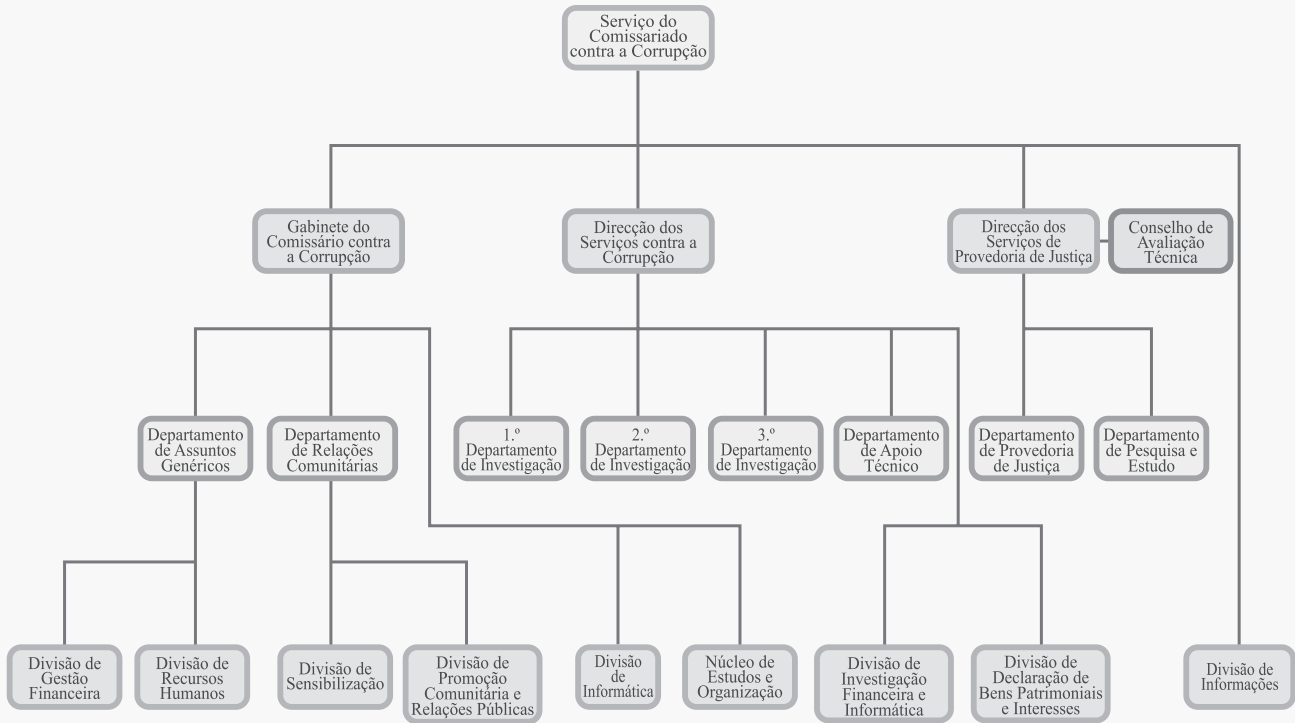 Serviço do
Comissariado
contra a Corrupção
Gabinete do
Comissário contra
a Corrupção
Direcção dos
Serviços contra a
Corrupção
Direcção dos
Serviços de
Provedoria de Justiça
Conselho de
Avaliação
Técnica
Departamento
de Assuntos
Genéricos
Departamento
de Relações
Comunitárias
1.º
Departamento
de Investigação
2.º
Departamento
de Investigação
3.º
Departamento
de Investigação
Departamento
de Apoio
Técnico
Departamento
de Provedoria
de Justiça
Departamento
de Pesquisa e
Estudo
Divisão de
Gestão
Financeira
Divisão de
Recursos
Humanos
Divisão de
Sensibilização
Divisão de
Promoção
Comunitária e
Relações Públicas
Divisão
de
Informática
Núcleo de
Estudos e
Organização
Divisão de
Investigação
Financeira e
Informática
Divisão de
Declaração de
Bens Patrimoniais
e Interesses
Divisão de
Informações